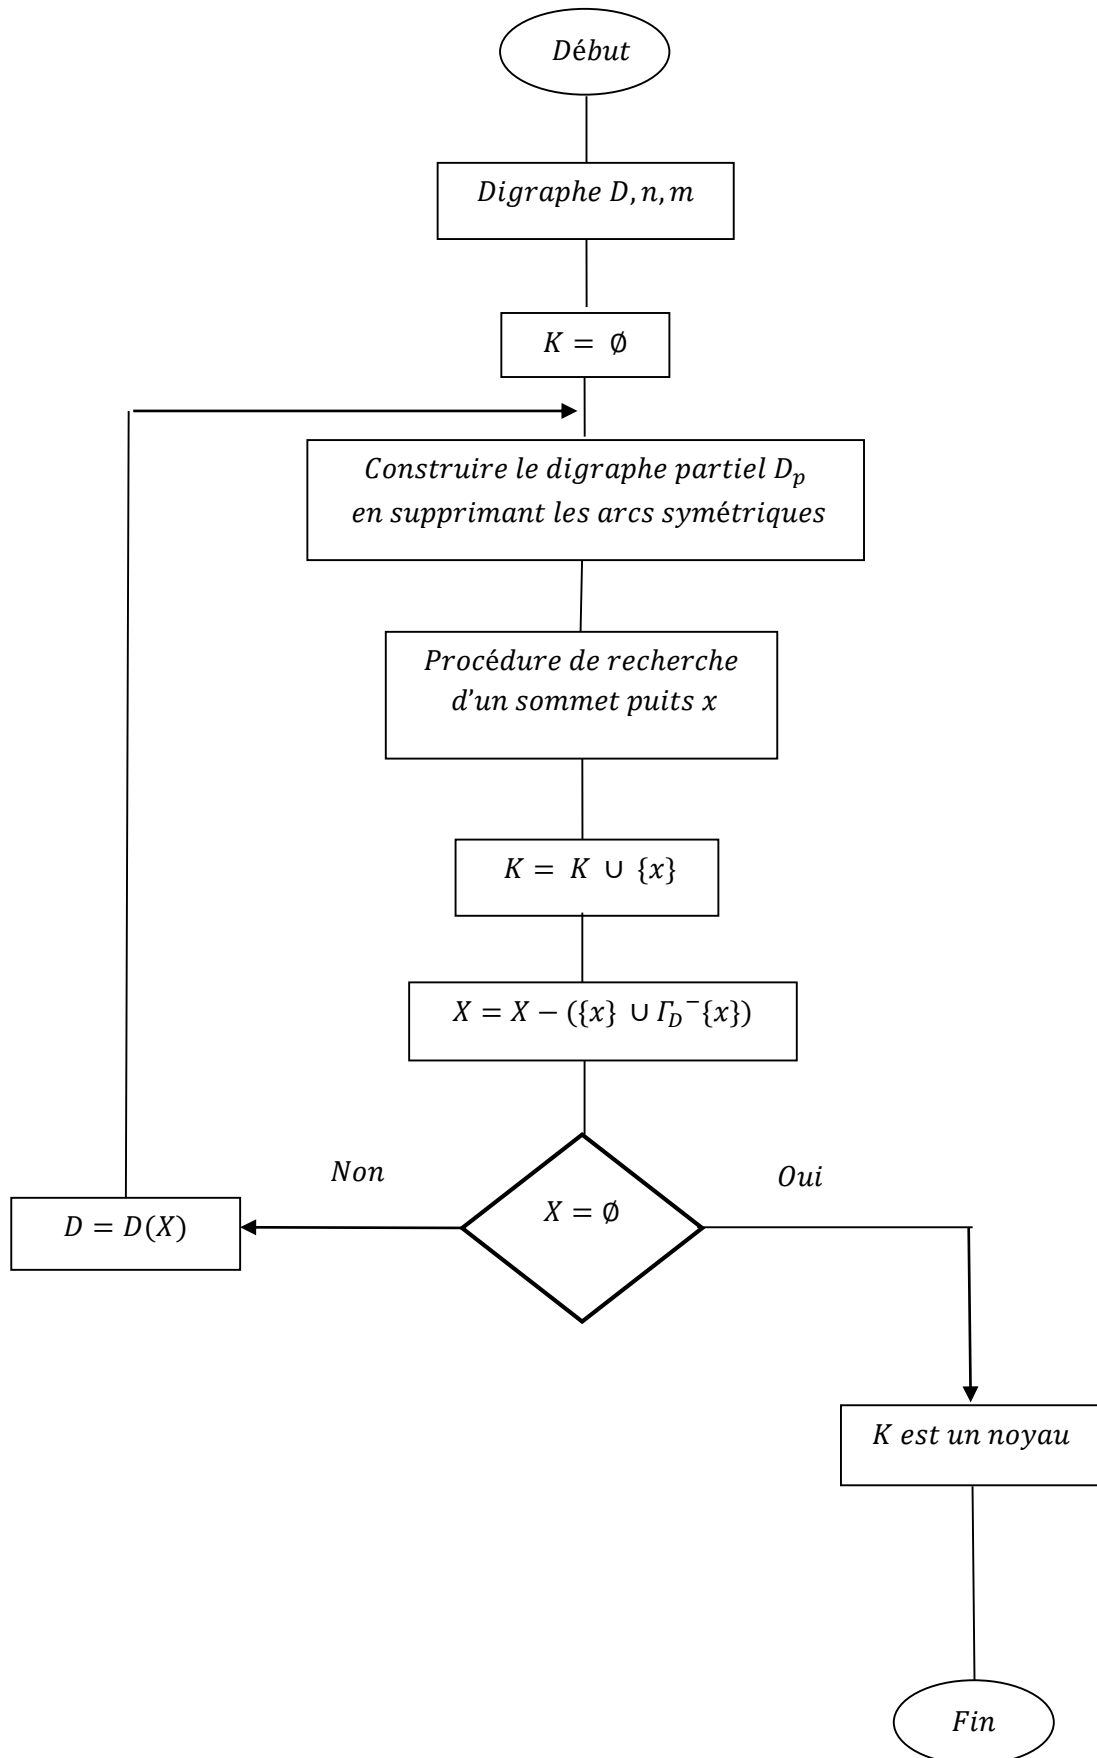 Début
Digraphe D, n, m
K = ∅
Construire le digraphe partiel Dₚ
en supprimant les arcs symétriques
Procédure de recherche
d'un sommet puits x
K = K ∪ {x}
X = X − ({x} ∪ Γ_D⁻{x})
Non
Oui
X = ∅
D = D(X)
K est un noyau
Fin